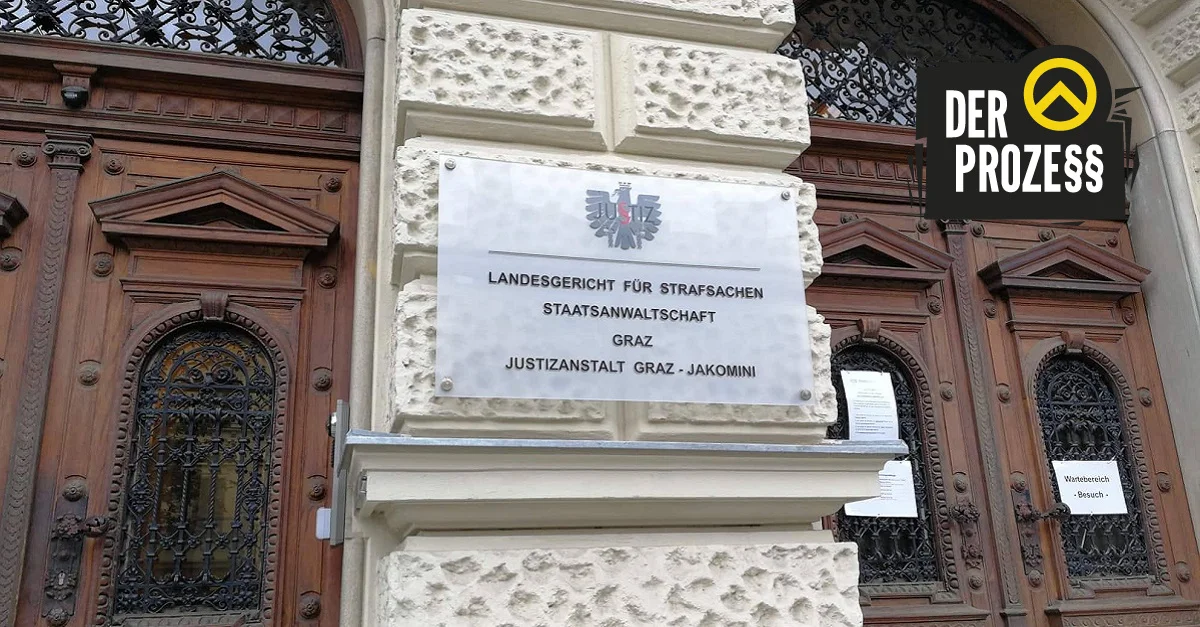 DER
PROZE§§
JUSTIZ
LANDESGERICHT FÜR STRAFSACHEN
STAATSANWALTSCHAFT
GRAZ
JUSTIZANSTALT GRAZ - JAKOMINI
Wartebereich
- Besuch -